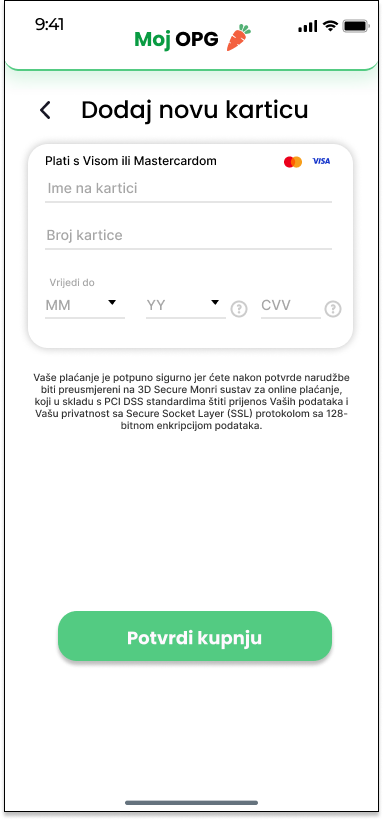 9:41
Moj OPG
Dodaj novu karticu
Plati s Visom ili Mastercardom VISA
Ime na kartici
Broj kartice
Vrijedi do
MM YY ? CVV ?
Vaše plaćanje je potpuno sigurno jer ćete nakon potvrde narudžbe
biti preusmjereni na 3D Secure Monri sustav za online plaćanje,
koji u skladu s PCI DSS standardima štiti prijenos Vaših podataka i
Vašu privatnost sa Secure Socket Layer (SSL) protokolom sa 128-
bitnom enkripcijom podataka.
Potvrdi kupnju